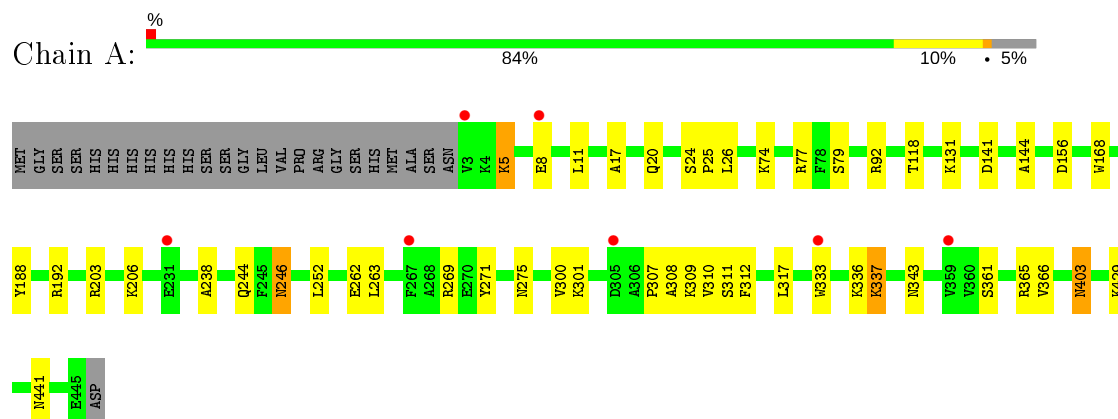 %
Chain A:
84% 10% • 5%
MET GLY SER SER HIS HIS HIS HIS HIS HIS SER SER GLY LEU VAL PRO ARG GLY SER HIS MET ALA SER ASN V3 K4 K5 E8 L11 A17 Q20 S24 P25 L26 K74 R77 F78 S79 R92 T118 K131 D141 A144 D156 W168
Y188 R192 R203 K206 E231 A238 Q244 F245 N246 L252 E262 L263 F267 A268 R269 E270 Y271 N275 V300 K301 D305 A306 P307 A308 K309 V310 S311 F312 L317 W333 K336 K337 N343 V359 V360 S361 R365 V366 N403
N441 E445 ASP